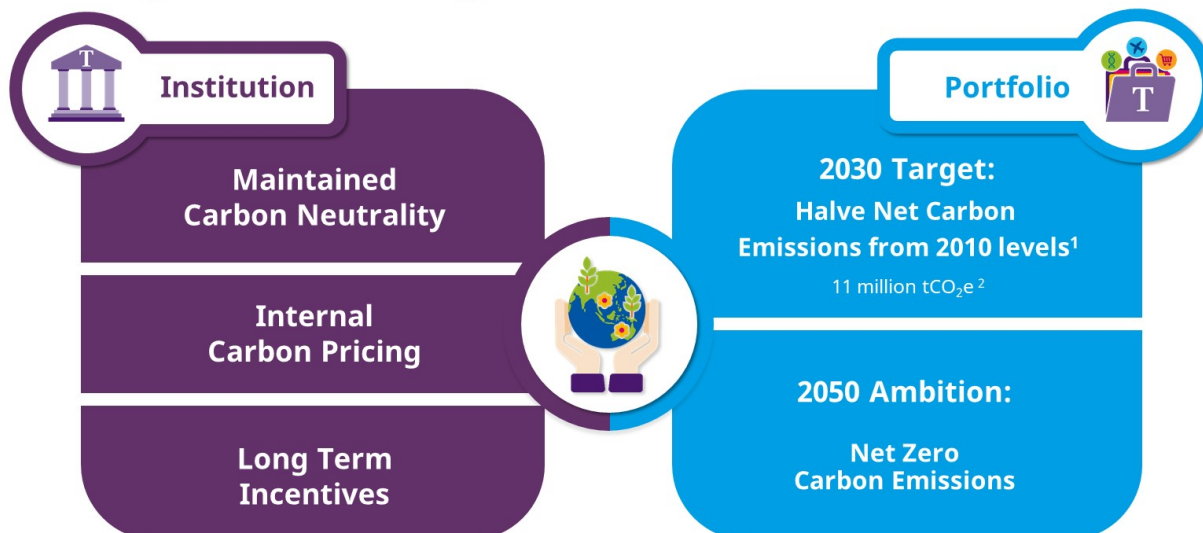 T
Institution
Maintained
Carbon Neutrality
Internal
Carbon Pricing
Long Term
Incentives
Portfolio
T
2030 Target:
Halve Net Carbon
Emissions from 2010 levels¹
11 million tCO₂e ²
2050 Ambition:
Net Zero
Carbon Emissions